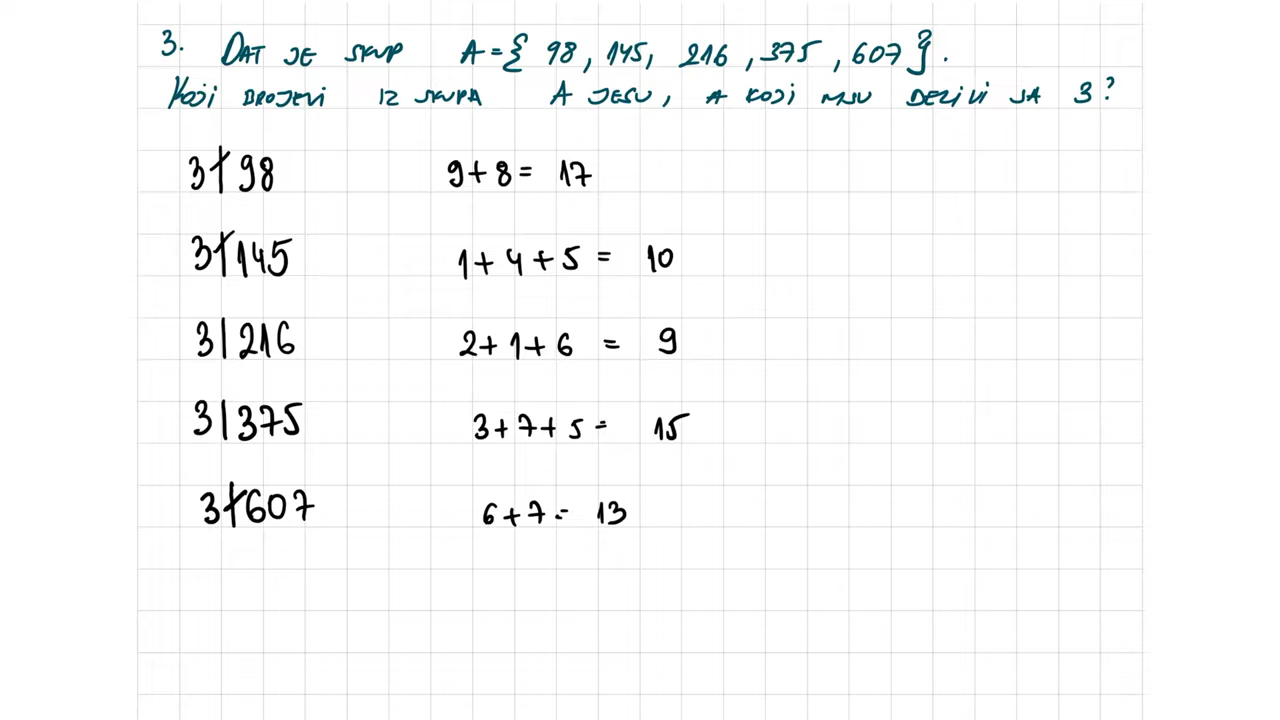 3. DAT JE SKUP A={ 98, 145, 216, 375, 607 }.
KOJI BROJEVI IZ SKUPA A JESU, A KOJI NISU DELJIVI SA 3?
3∤98 9+8= 17
3∤145 1+4+5= 10
3|216 2+1+6 = 9
3|375 3+7+5= 15
3∤607 6+7= 13